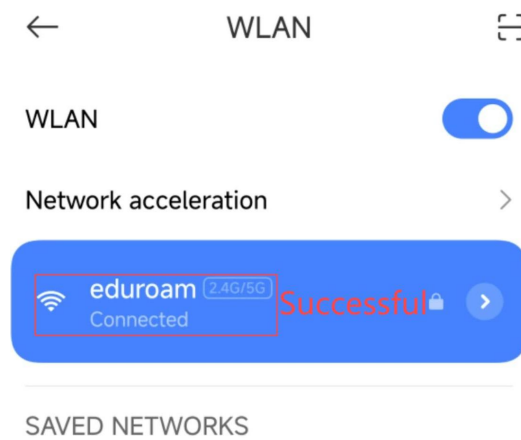 WLAN
WLAN
Network acceleration
eduroam 2.4G/5G
Connected
Successful
SAVED NETWORKS